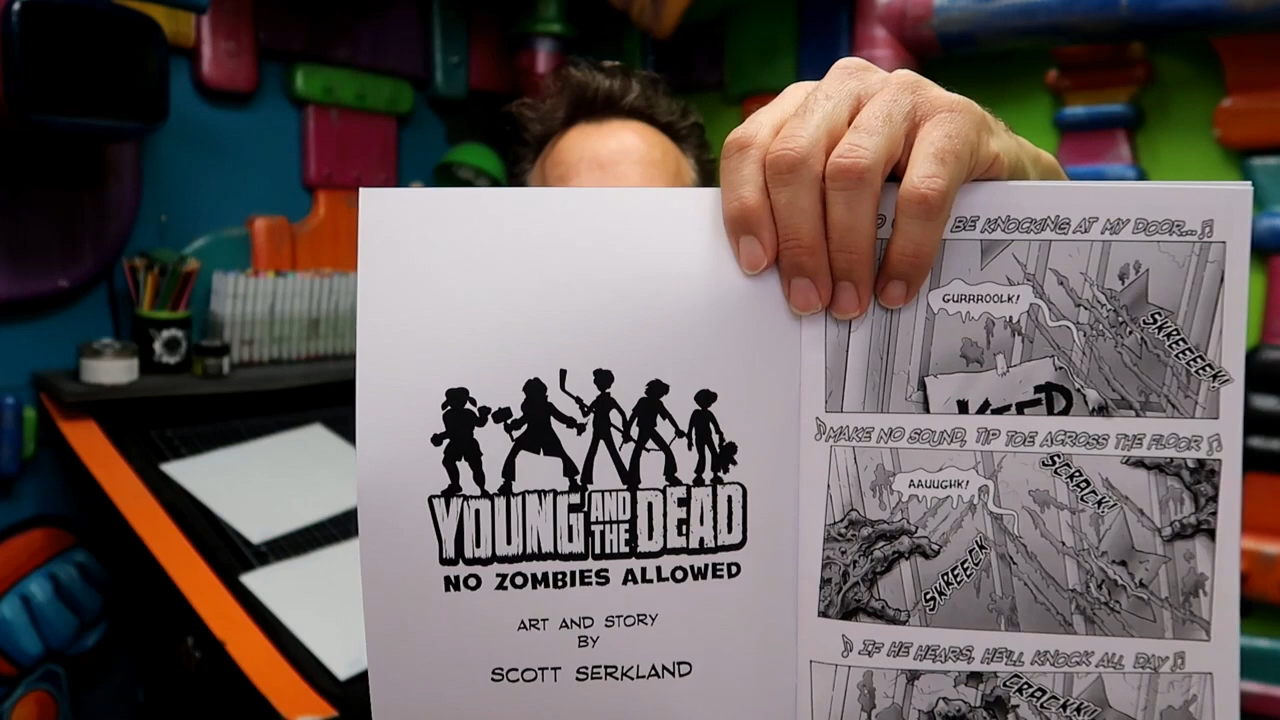 YOUNG AND THE DEAD
NO ZOMBIES ALLOWED
ART AND STORY
BY
SCOTT SERKLAND
BE KNOCKING AT MY DOOR...
GURRROOLK!
SKREEEEK!
KEEP
MAKE NO SOUND, TIP TOE ACROSS THE FLOOR
SCRACK!
AAUUGHK!
SKREECK
IF HE HEARS, HE'LL KNOCK ALL DAY
CRACKK!